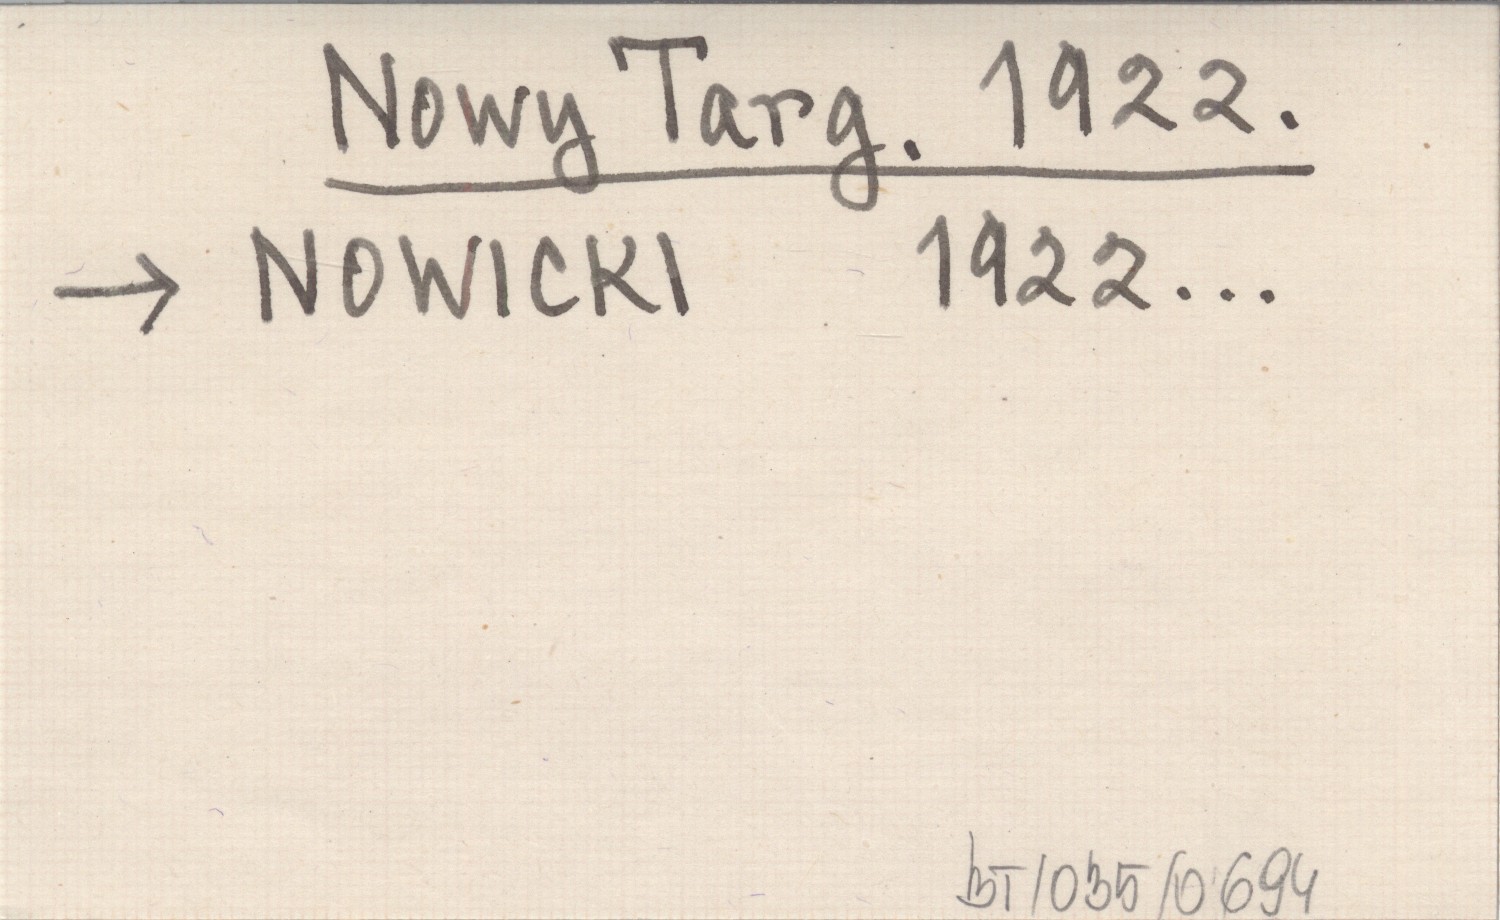 Nowy Targ. 1922.
→ NOWICKI 1922...
BT/035/0694